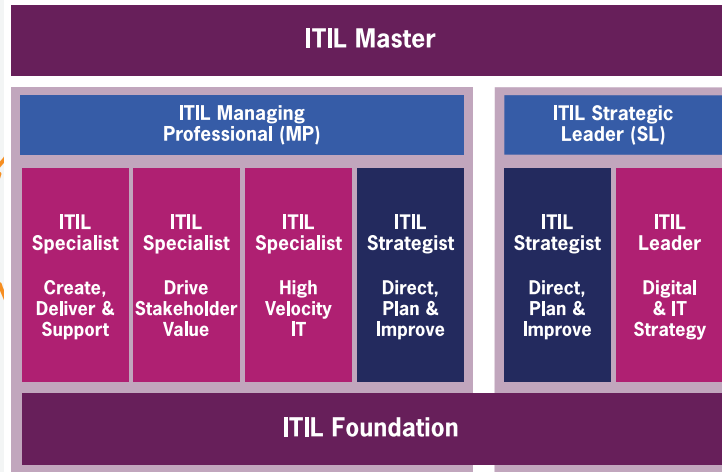 ITIL Master
ITIL Managing
Professional (MP)
ITIL Strategic
Leader (SL)
ITIL
Specialist
Create,
Deliver &
Support
ITIL
Specialist
Drive
Stakeholder
Value
ITIL
Specialist
High
Velocity
IT
ITIL
Strategist
Direct,
Plan &
Improve
ITIL
Strategist
Direct,
Plan &
Improve
ITIL
Leader
Digital
& IT
Strategy
ITIL Foundation